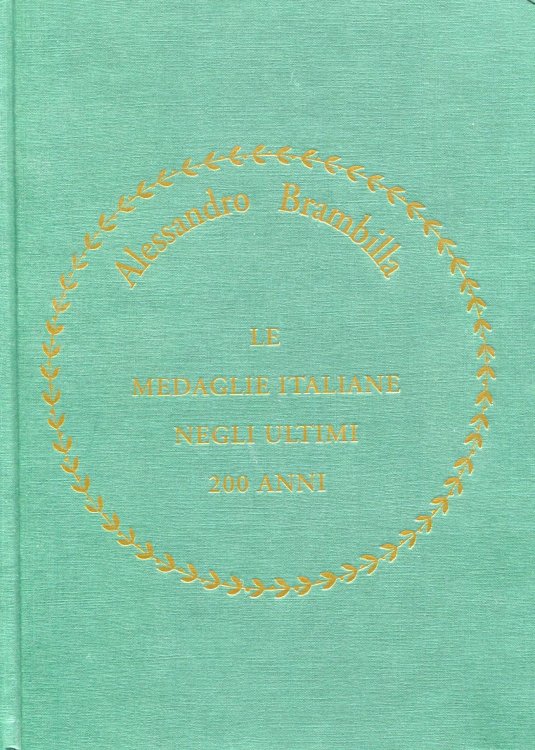 Alessandro Brambilla
LE
MEDAGLIE ITALIANE
NEGLI ULTIMI
200 ANNI